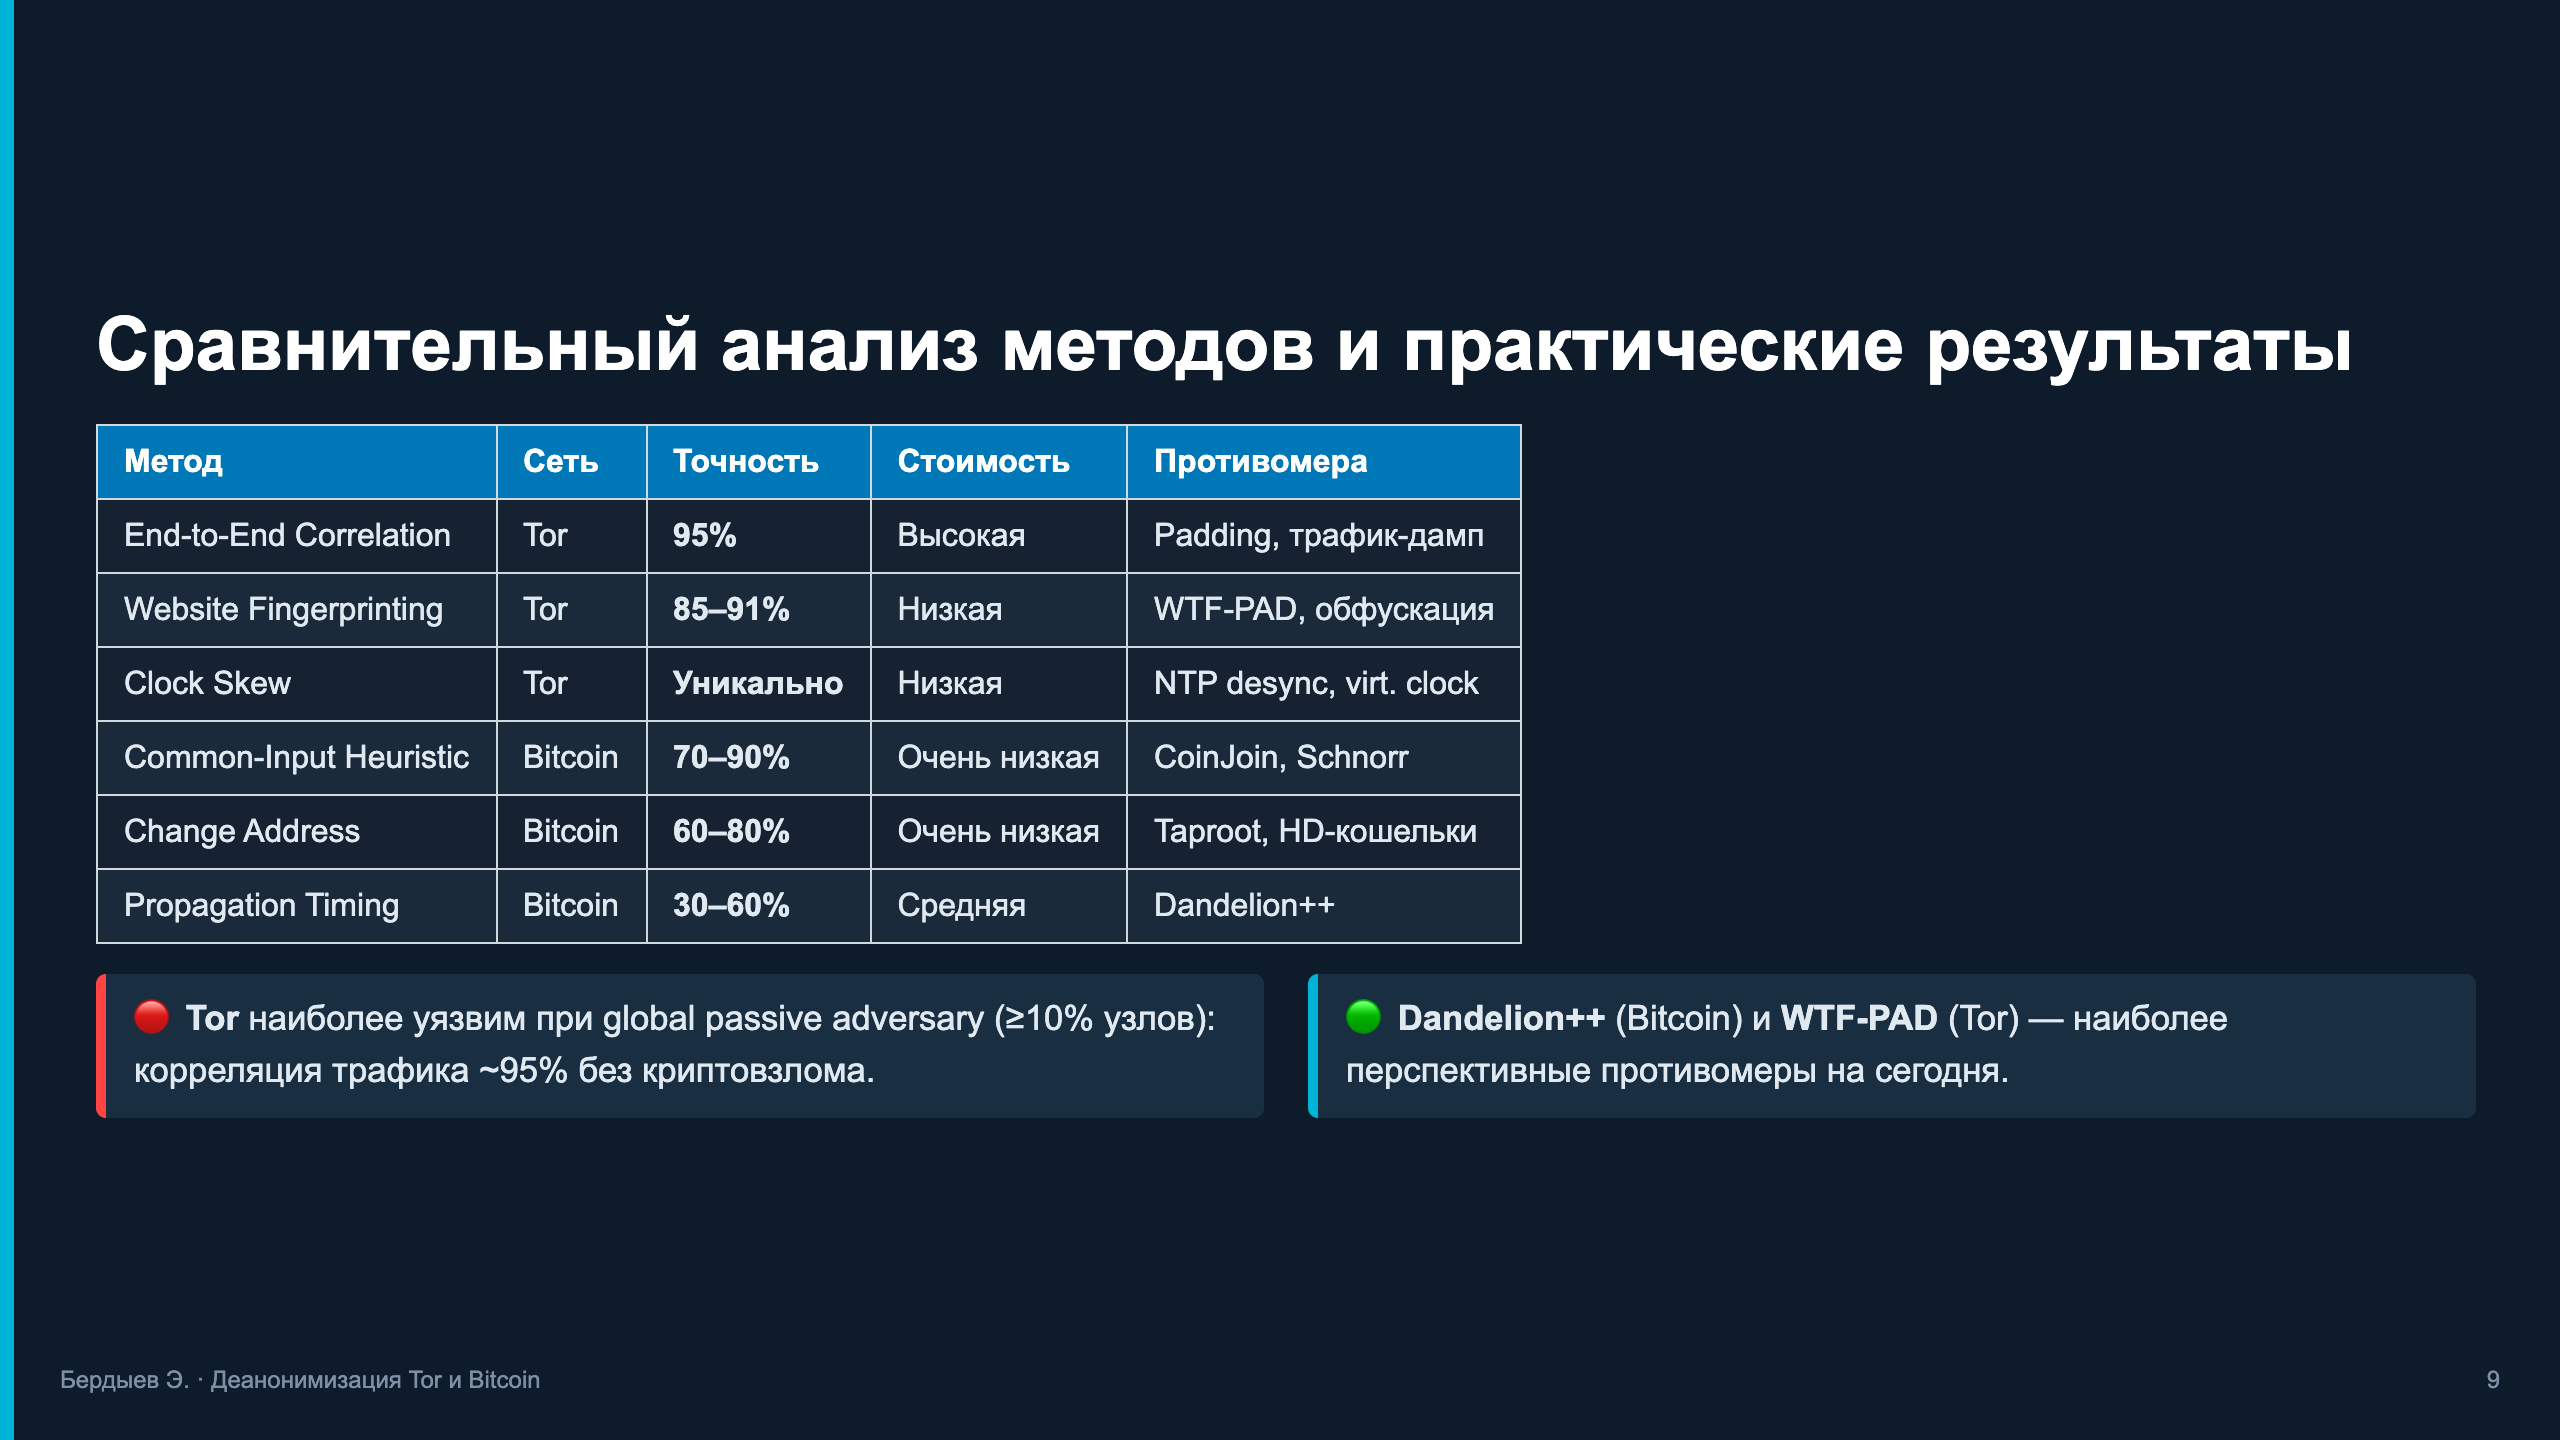 Сравнительный анализ методов и практические результаты
Метод Сеть Точность Стоимость Противомера
End-to-End Correlation Tor 95% Высокая Padding, трафик-дамп
Website Fingerprinting Tor 85–91% Низкая WTF-PAD, обфускация
Clock Skew Tor Уникально Низкая NTP desync, virt. clock
Common-Input Heuristic Bitcoin 70–90% Очень низкая CoinJoin, Schnorr
Change Address Bitcoin 60–80% Очень низкая Taproot, HD-кошельки
Propagation Timing Bitcoin 30–60% Средняя Dandelion++
🔴 Tor наиболее уязвим при global passive adversary (≥10% узлов):
корреляция трафика ~95% без криптовзлома.
🟢 Dandelion++ (Bitcoin) и WTF-PAD (Tor) — наиболее
перспективные противомеры на сегодня.
Бердыев Э. · Деанонимизация Tor и Bitcoin
9